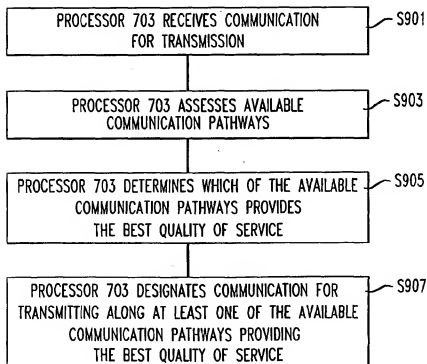 PROCESSOR 703 RECEIVES COMMUNICATION
FOR TRANSMISSION
S901
PROCESSOR 703 ASSESSES AVAILABLE
COMMUNICATION PATHWAYS
S903
PROCESSOR 703 DETERMINES WHICH OF THE AVAILABLE
COMMUNICATION PATHWAYS PROVIDES
THE BEST QUALITY OF SERVICE
S905
PROCESSOR 703 DESIGNATES COMMUNICATION FOR
TRANSMITTING ALONG AT LEAST ONE OF THE AVAILABLE
COMMUNICATION PATHWAYS PROVIDING
THE BEST QUALITY OF SERVICE
S907